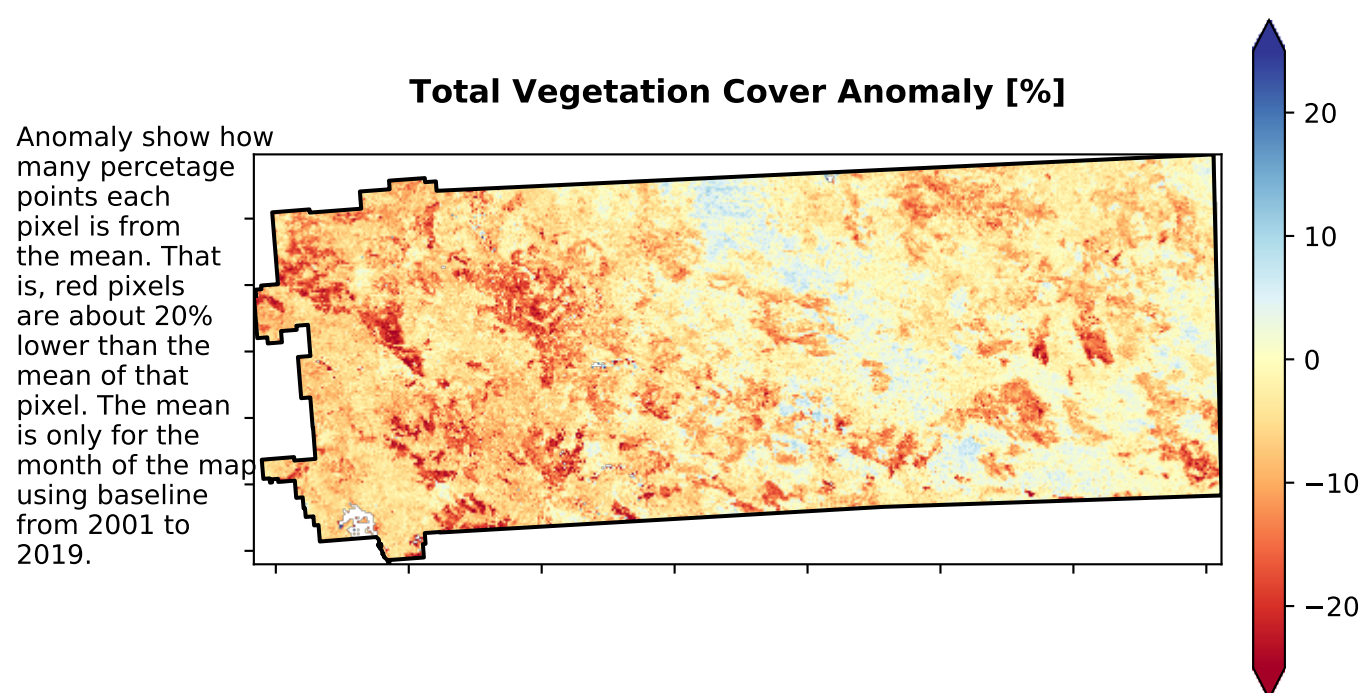 Total Vegetation Cover Anomaly [%]
Anomaly show how
many percetage
points each
pixel is from
the mean. That
is, red pixels
are about 20%
lower than the
mean of that
pixel. The mean
is only for the
month of the map
using baseline
from 2001 to
2019.
20
10
0
−10
−20